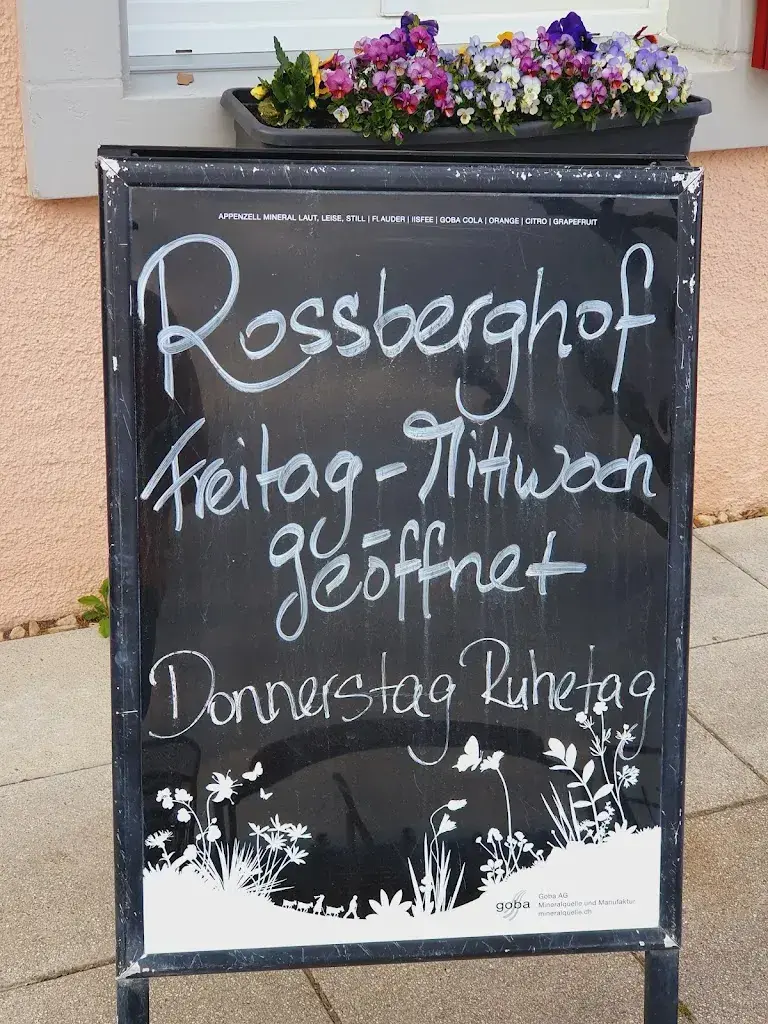 APPENZELL MINERAL LAUT, LEISE, STILL | FLAUDER | IISFEE | GOBA COLA | ORANGE | CITRO | GRAPEFRUIT
Rossberghof
Freitag - Mittwoch
geöffnet
Donnerstag Ruhetag
goba
Goba AG
Mineralquelle und Manufaktur
mineralquelle.ch